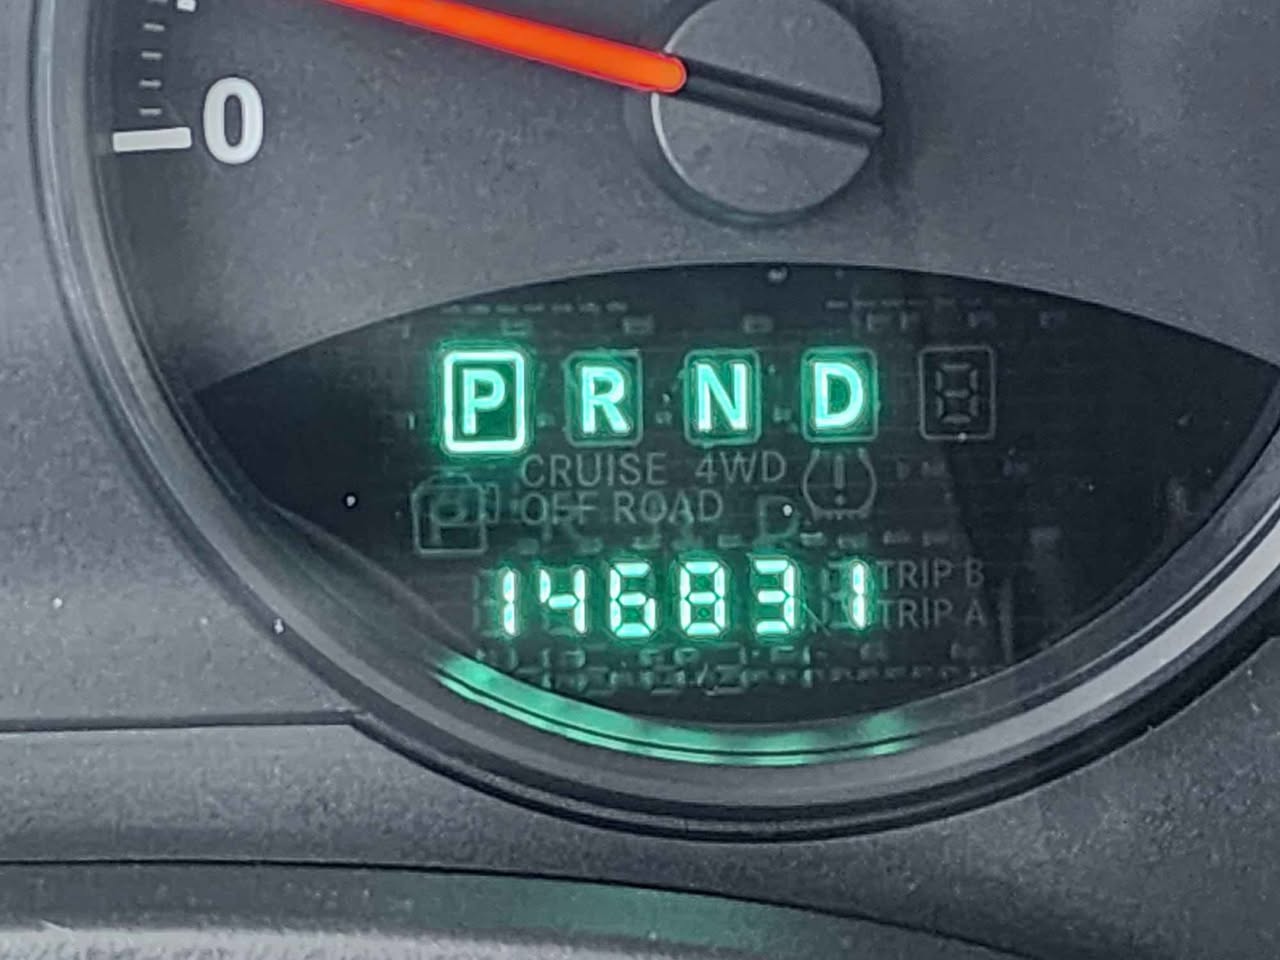 0
P R N D
CRUISE 4WD
OFF ROAD
146831
TRIP B
TRIP A